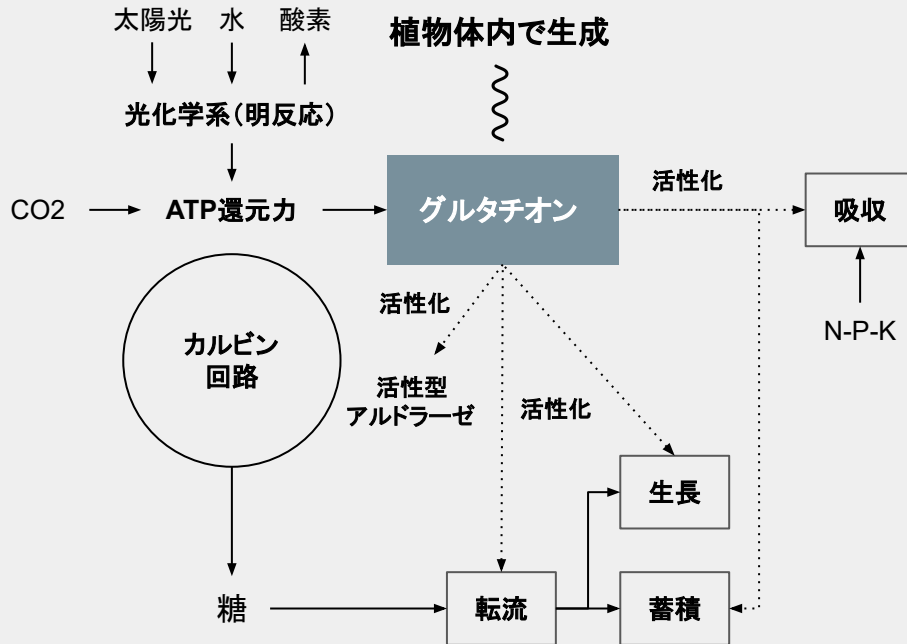 太陽光 水 酸素
植物体内で生成
光化学系(明反応)
活性化
CO2
ATP還元力
グルタチオン
吸収
活性化
N-P-K
カルビン
回路
活性型
アルドラーゼ
活性化
生長
糖
転流
蓄積